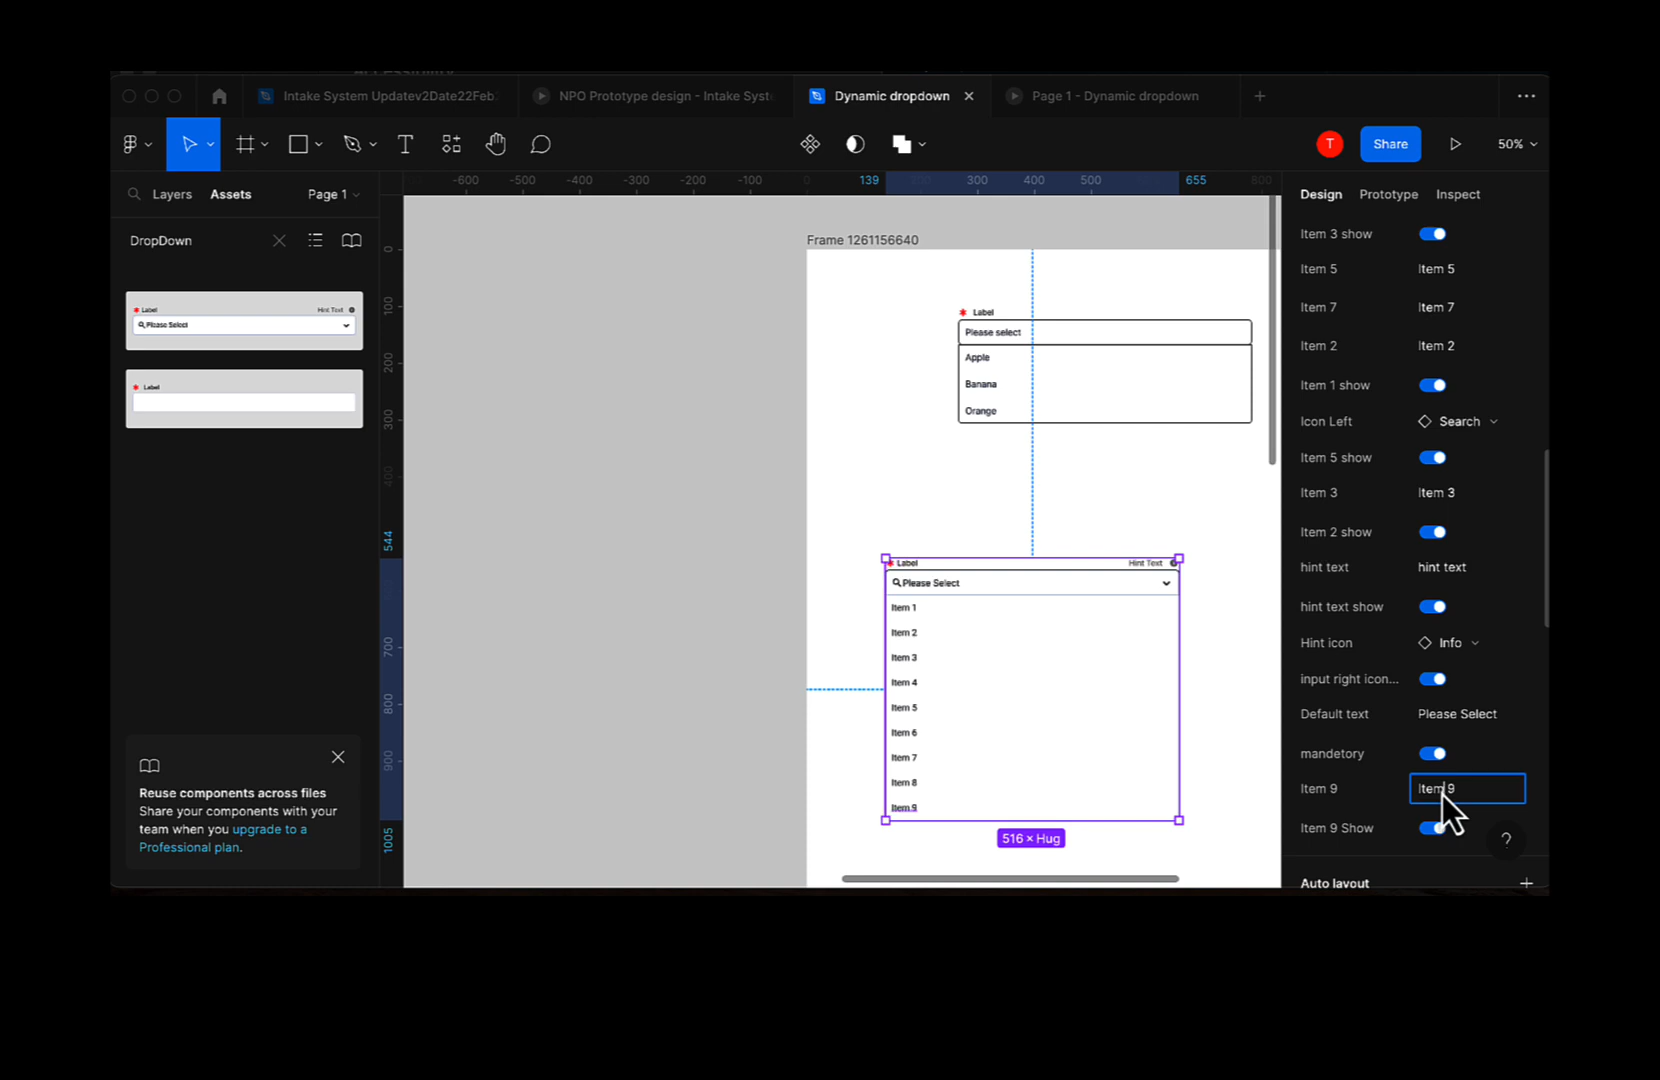 Intake System Updatev2Date22Feb
NPO Prototype design - Intake Syst
Dynamic dropdown
Page 1 - Dynamic dropdown
T
Share
50%
Layers
Assets
Page 1
DropDown
Label
Hint Text
Please Select
Label
Reuse components across files
Share your components with your
team when you upgrade to a
Professional plan.
-600
-500
-400
-300
-200
-100
0
139
300
400
500
655
800
0
100
200
300
400
544
700
800
900
1005
Frame 1261156640
* Label
Please select
Apple
Banana
Orange
Label
Hint Text
Please Select
Item 1
Item 2
Item 3
Item 4
Item 5
Item 6
Item 7
Item 8
Item 9
516 × Hug
Design
Prototype
Inspect
Item 3 show
Item 5
Item 5
Item 7
Item 7
Item 2
Item 2
Item 1 show
Icon Left
Search
Item 5 show
Item 3
Item 3
Item 2 show
hint text
hint text
hint text show
Hint icon
Info
input right icon...
Default text
Please Select
mandetory
Item 9
Item 9
Item 9 Show
?
Auto layout